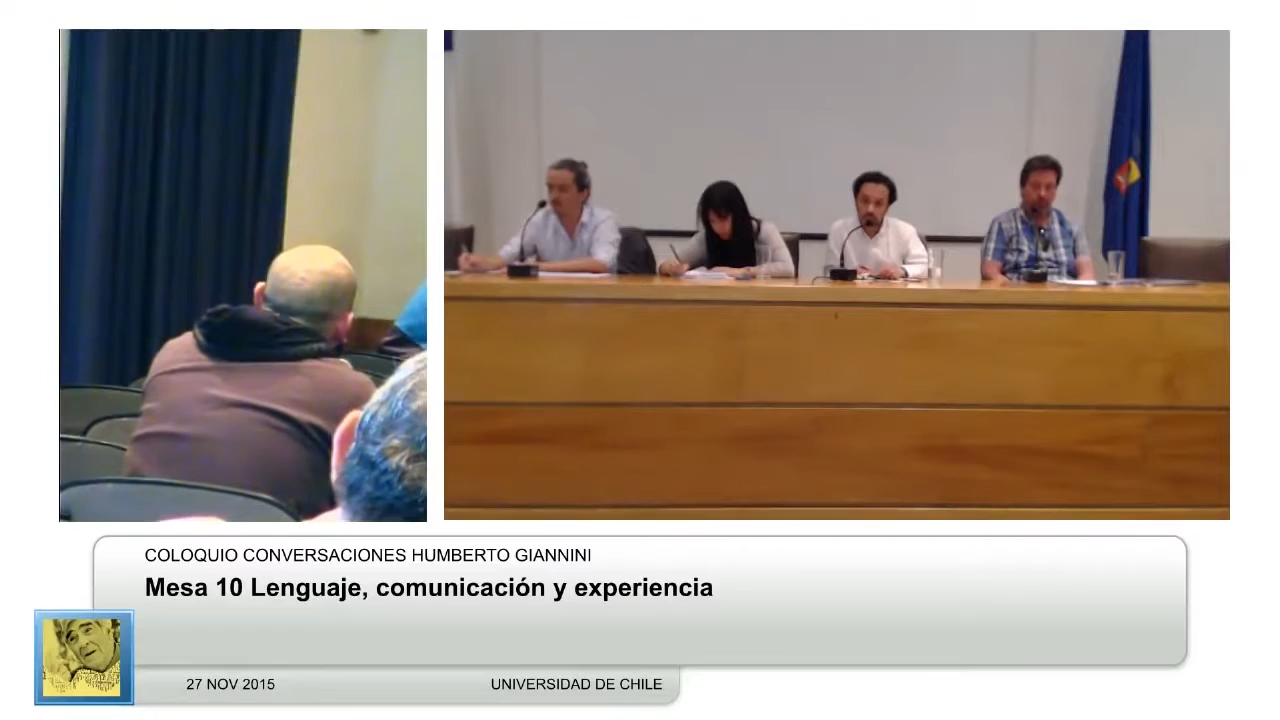 COLOQUIO CONVERSACIONES HUMBERTO GIANNINI
Mesa 10 Lenguaje, comunicación y experiencia
27 NOV 2015
UNIVERSIDAD DE CHILE